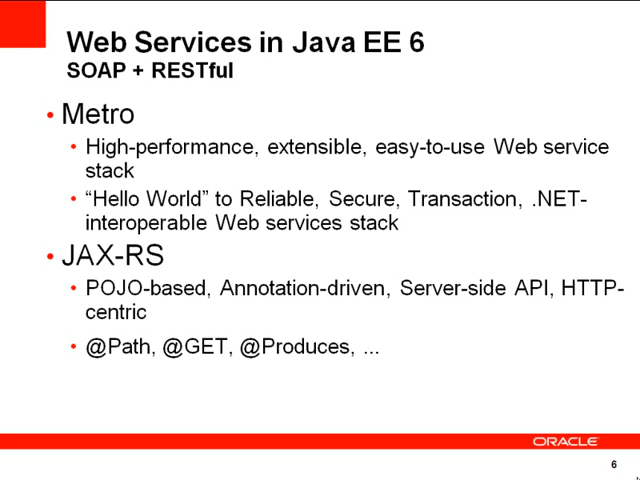 Web Services in Java EE 6
SOAP + RESTful
• Metro
• High-performance, extensible, easy-to-use Web service
stack
• “Hello World” to Reliable, Secure, Transaction, .NET-
interoperable Web services stack
• JAX-RS
• POJO-based, Annotation-driven, Server-side API, HTTP-
centric
• @Path, @GET, @Produces, ...
ORACLE
6